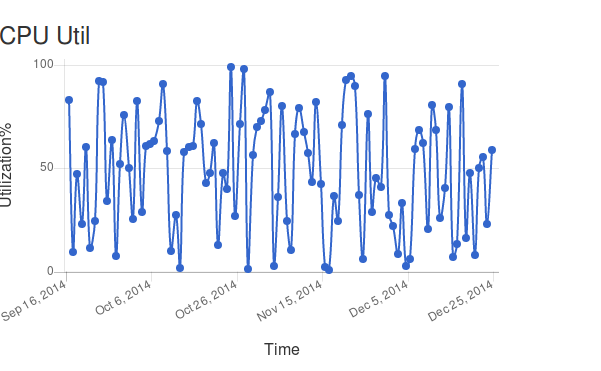 CPU Util
100
50
0
Utilization%
Sep 16, 2014
Oct 6, 2014
Oct 26, 2014
Nov 15, 2014
Dec 5, 2014
Dec 25, 2014
Time